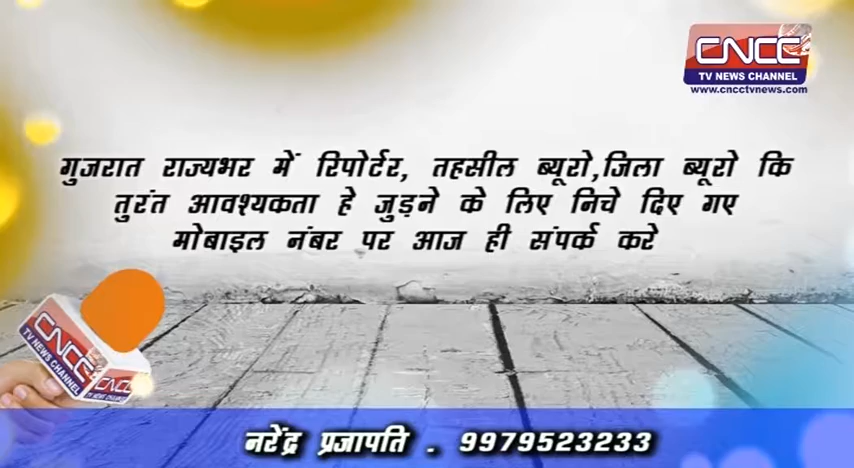 CNCC
TV NEWS CHANNEL
www.cncctvnews.com
गुजरात राज्यभर में रिपोर्टर, तहसील ब्यूरो,जिला ब्यूरो कि
तुरंत आवश्यकता हे जुड़ने के लिए निचे दिए गए
मोबाइल नंबर पर आज ही संपर्क करे
CNCC
TV NEWS CHANNEL
CNCC
नरेंद्र प्रजापति . 9979523233